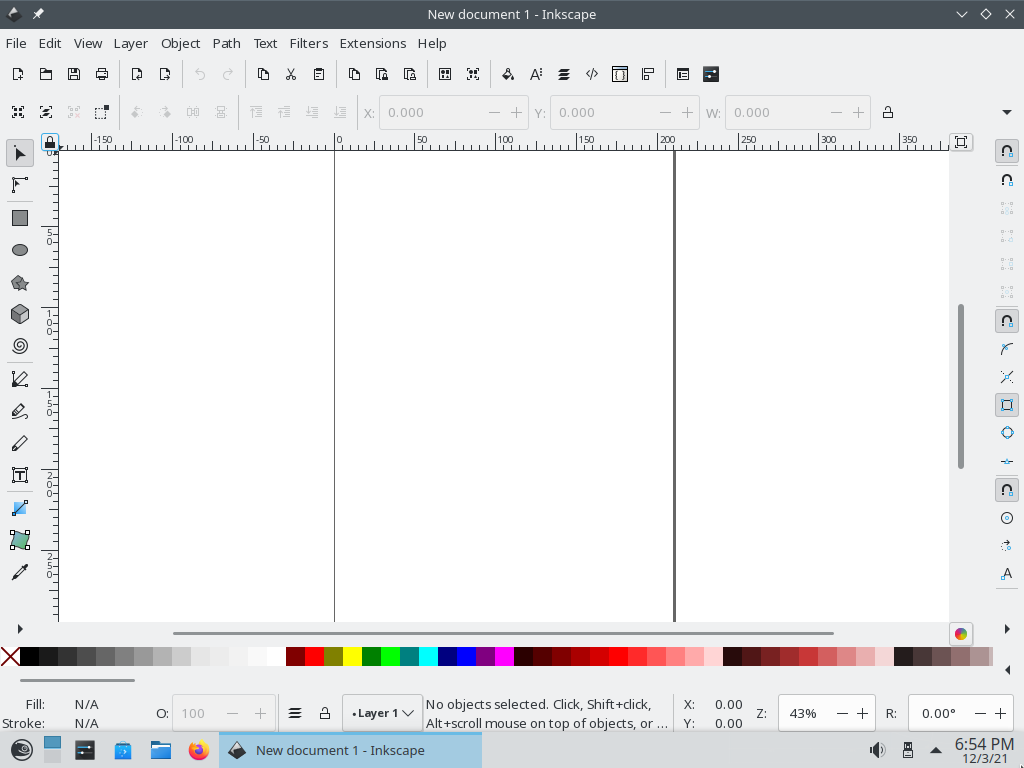 New document 1 - Inkscape
File Edit View Layer Object Path Text Filters Extensions Help
X: 0.000 Y: 0.000 W: 0.000
-150 -100 -50 0 50 100 150 200 250 300 350
0
50
100
150
200
250
Fill: N/A
Stroke: N/A
O: 100
•Layer 1
No objects selected. Click, Shift+click,
Alt+scroll mouse on top of objects, or ...
X: 0.00
Y: 0.00
Z: 43%
R: 0.00°
New document 1 - Inkscape
6:54 PM
12/3/21